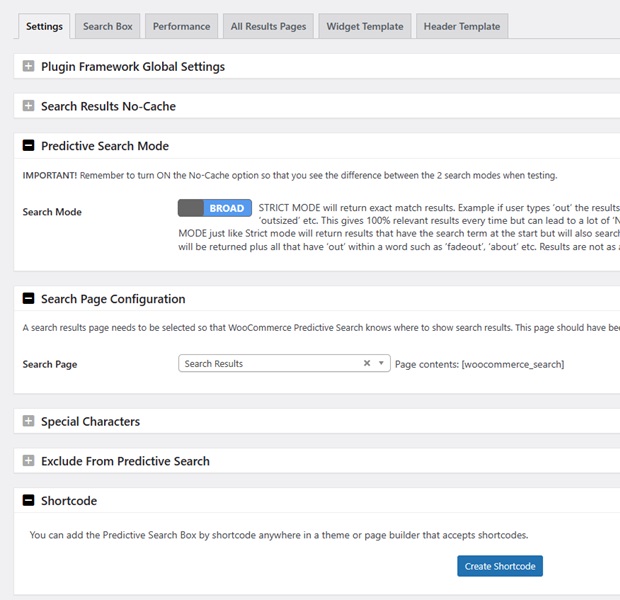 Settings
Search Box
Performance
All Results Pages
Widget Template
Header Template
Plugin Framework Global Settings
Search Results No-Cache
Predictive Search Mode
IMPORTANT! Remember to turn ON the No-Cache option so that you see the difference between the 2 search modes when testing.
Search Mode
BROAD
STRICT MODE will return exact match results. Example if user types 'out' the results
'outsized' etc. This gives 100% relevant results every time but can lead to a lot of 'N
MODE just like Strict mode will return results that have the search term at the start but will also search
will be returned plus all that have 'out' within a word such as 'fadeout', 'about' etc. Results are not as
Search Page Configuration
A search results page needs to be selected so that WooCommerce Predictive Search knows where to show search results. This page should have
Search Page
Search Results
Page contents: [woocommerce_search]
Special Characters
Exclude From Predictive Search
Shortcode
You can add the Predictive Search Box by shortcode anywhere in a theme or page builder that accepts shortcodes.
Create Shortcode